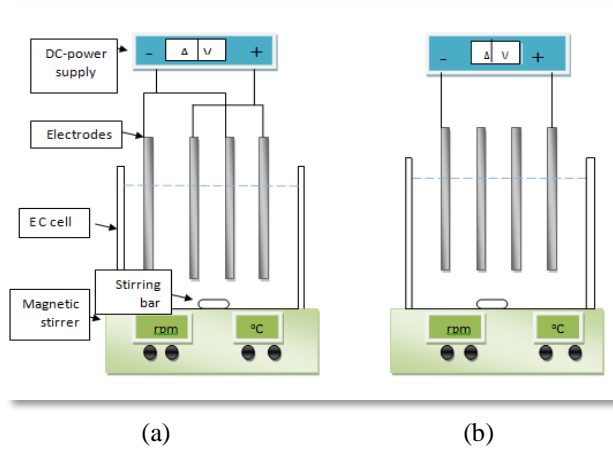 DC-power
supply
- A V +
Electrodes
EC cell
Magnetic
stirrer
Stirring
bar
rpm
°C
(a)
- A V +
rpm
°C
(b)